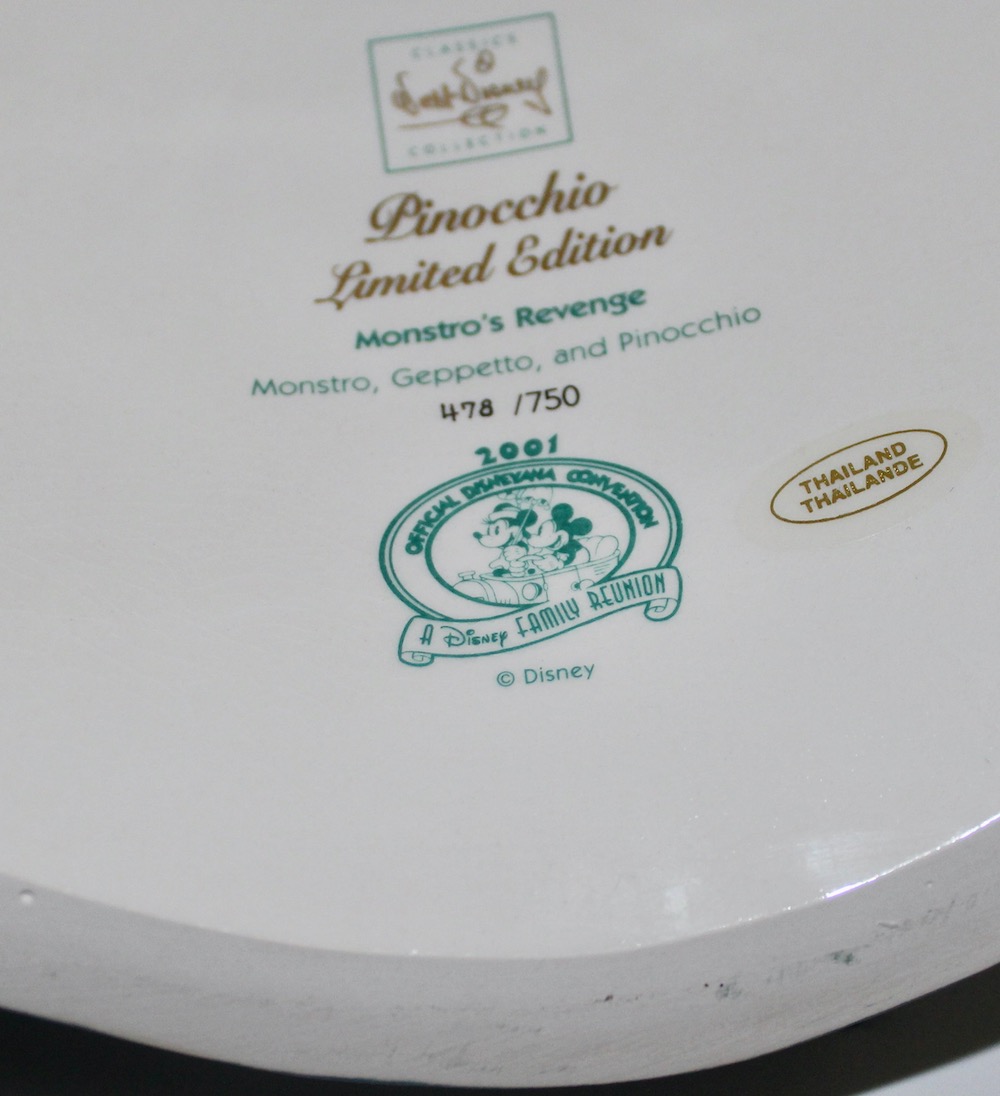 CLASSICS
Walt Disney
COLLECTION
Pinocchio
Limited Edition
Monstro's Revenge
Monstro, Geppetto, and Pinocchio
478 /750
2001
OFFICIAL DISNEYANA CONVENTION
A Disney FAMILY REUNION
© Disney
THAILAND
THAILANDE